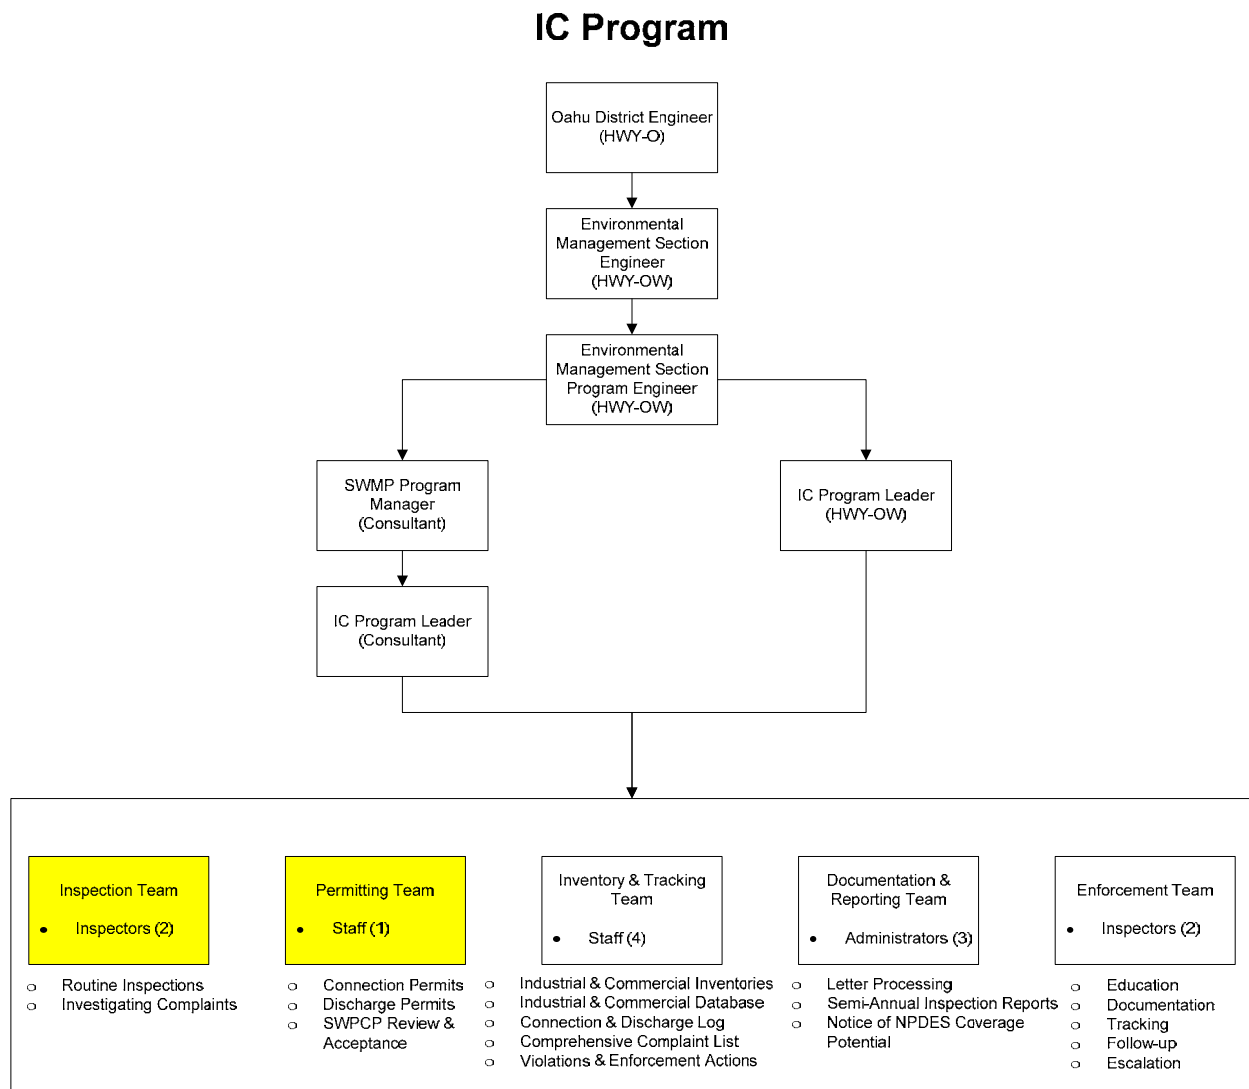 IC Program
Oahu District Engineer
(HWY-O)
Environmental
Management Section
Engineer
(HWY-OW)
Environmental
Management Section
Program Engineer
(HWY-OW)
SWMP Program
Manager
(Consultant)
IC Program Leader
(HWY-OW)
IC Program Leader
(Consultant)
Inspection Team
• Inspectors (2)
o Routine Inspections
o Investigating Complaints
Permitting Team
• Staff (1)
o Connection Permits
o Discharge Permits
o SWPCP Review &
Acceptance
Inventory & Tracking
Team
• Staff (4)
o Industrial & Commercial Inventories
o Industrial & Commercial Database
o Connection & Discharge Log
o Comprehensive Complaint List
o Violations & Enforcement Actions
Documentation &
Reporting Team
• Administrators (3)
o Letter Processing
o Semi-Annual Inspection Reports
o Notice of NPDES Coverage
Potential
Enforcement Team
• Inspectors (2)
o Education
o Documentation
o Tracking
o Follow-up
o Escalation